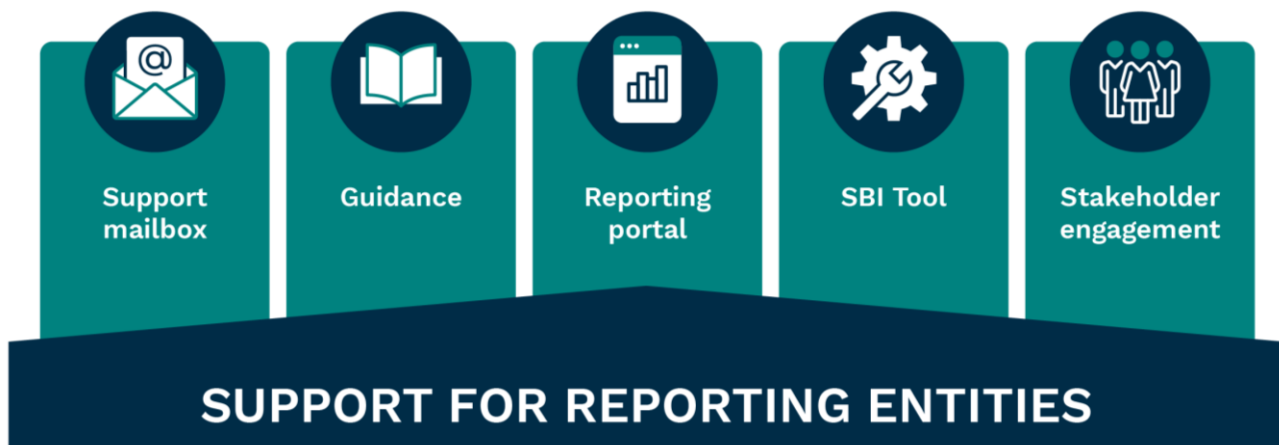 @
Support
mailbox
Guidance
Reporting
portal
SBI Tool
Stakeholder
engagement
SUPPORT FOR REPORTING ENTITIES